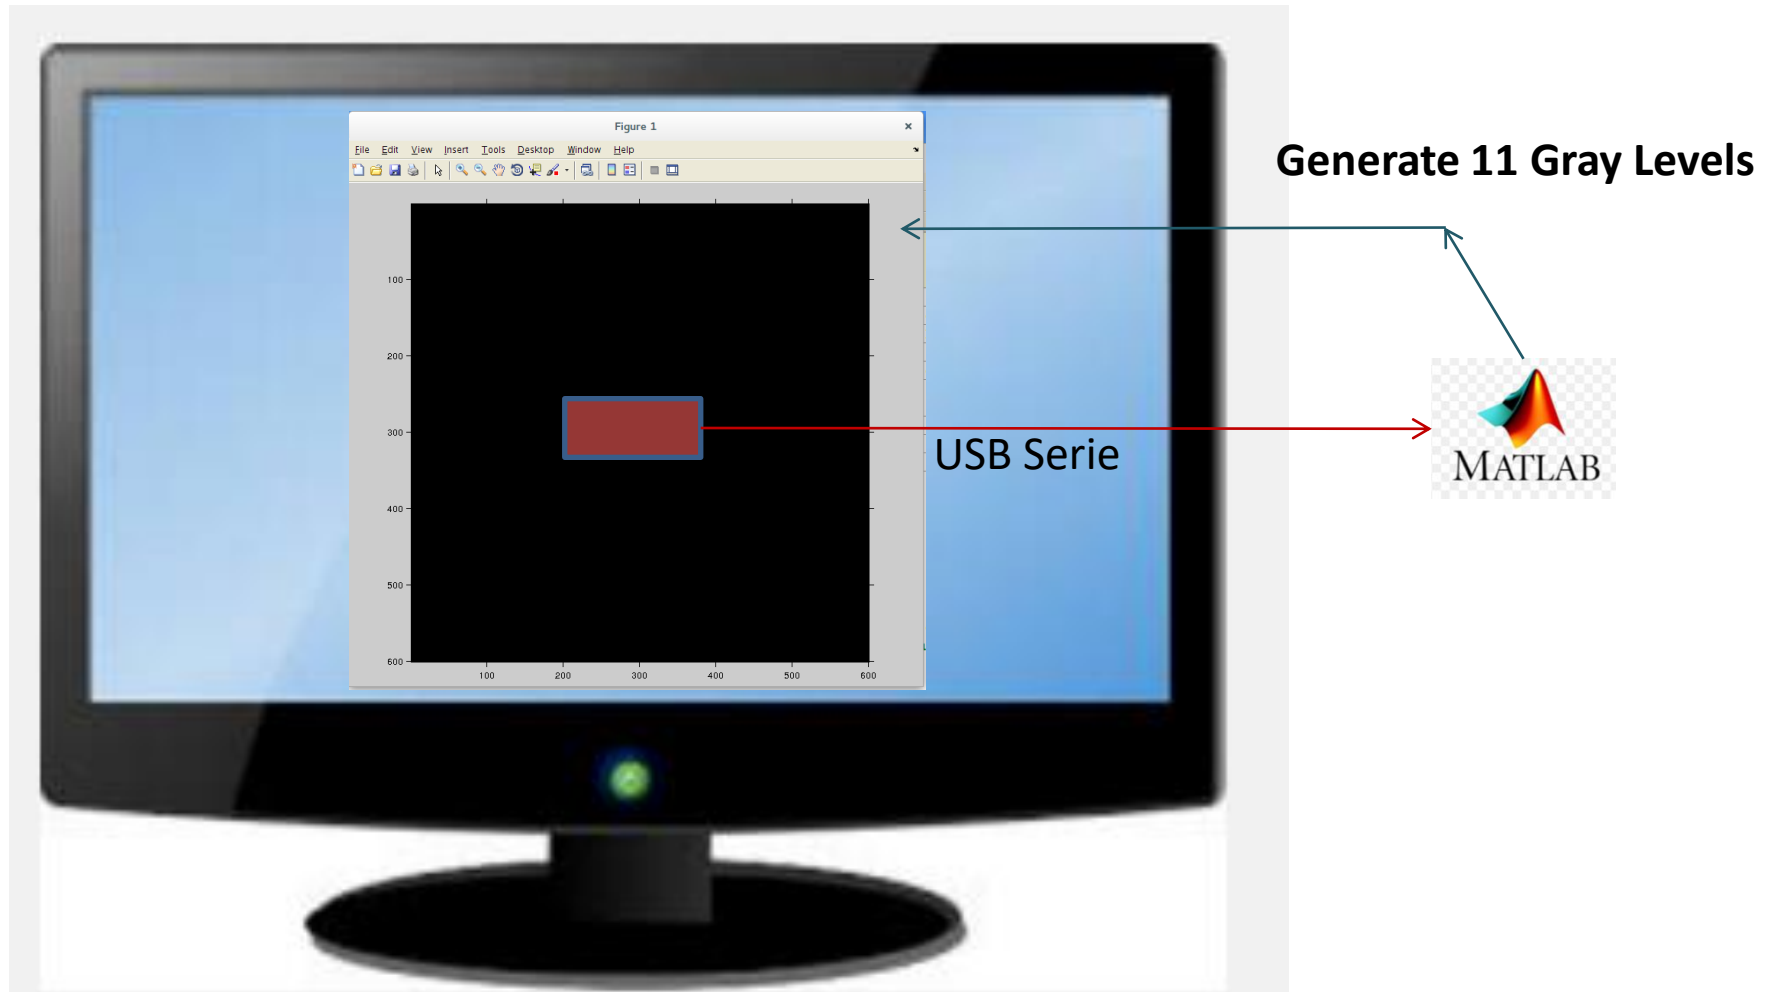 Figure 1
File Edit View Insert Tools Desktop Window Help
Generate 11 Gray Levels
100
200
300
400
500
600
100 200 300 400 500 600
USB Serie
MATLAB